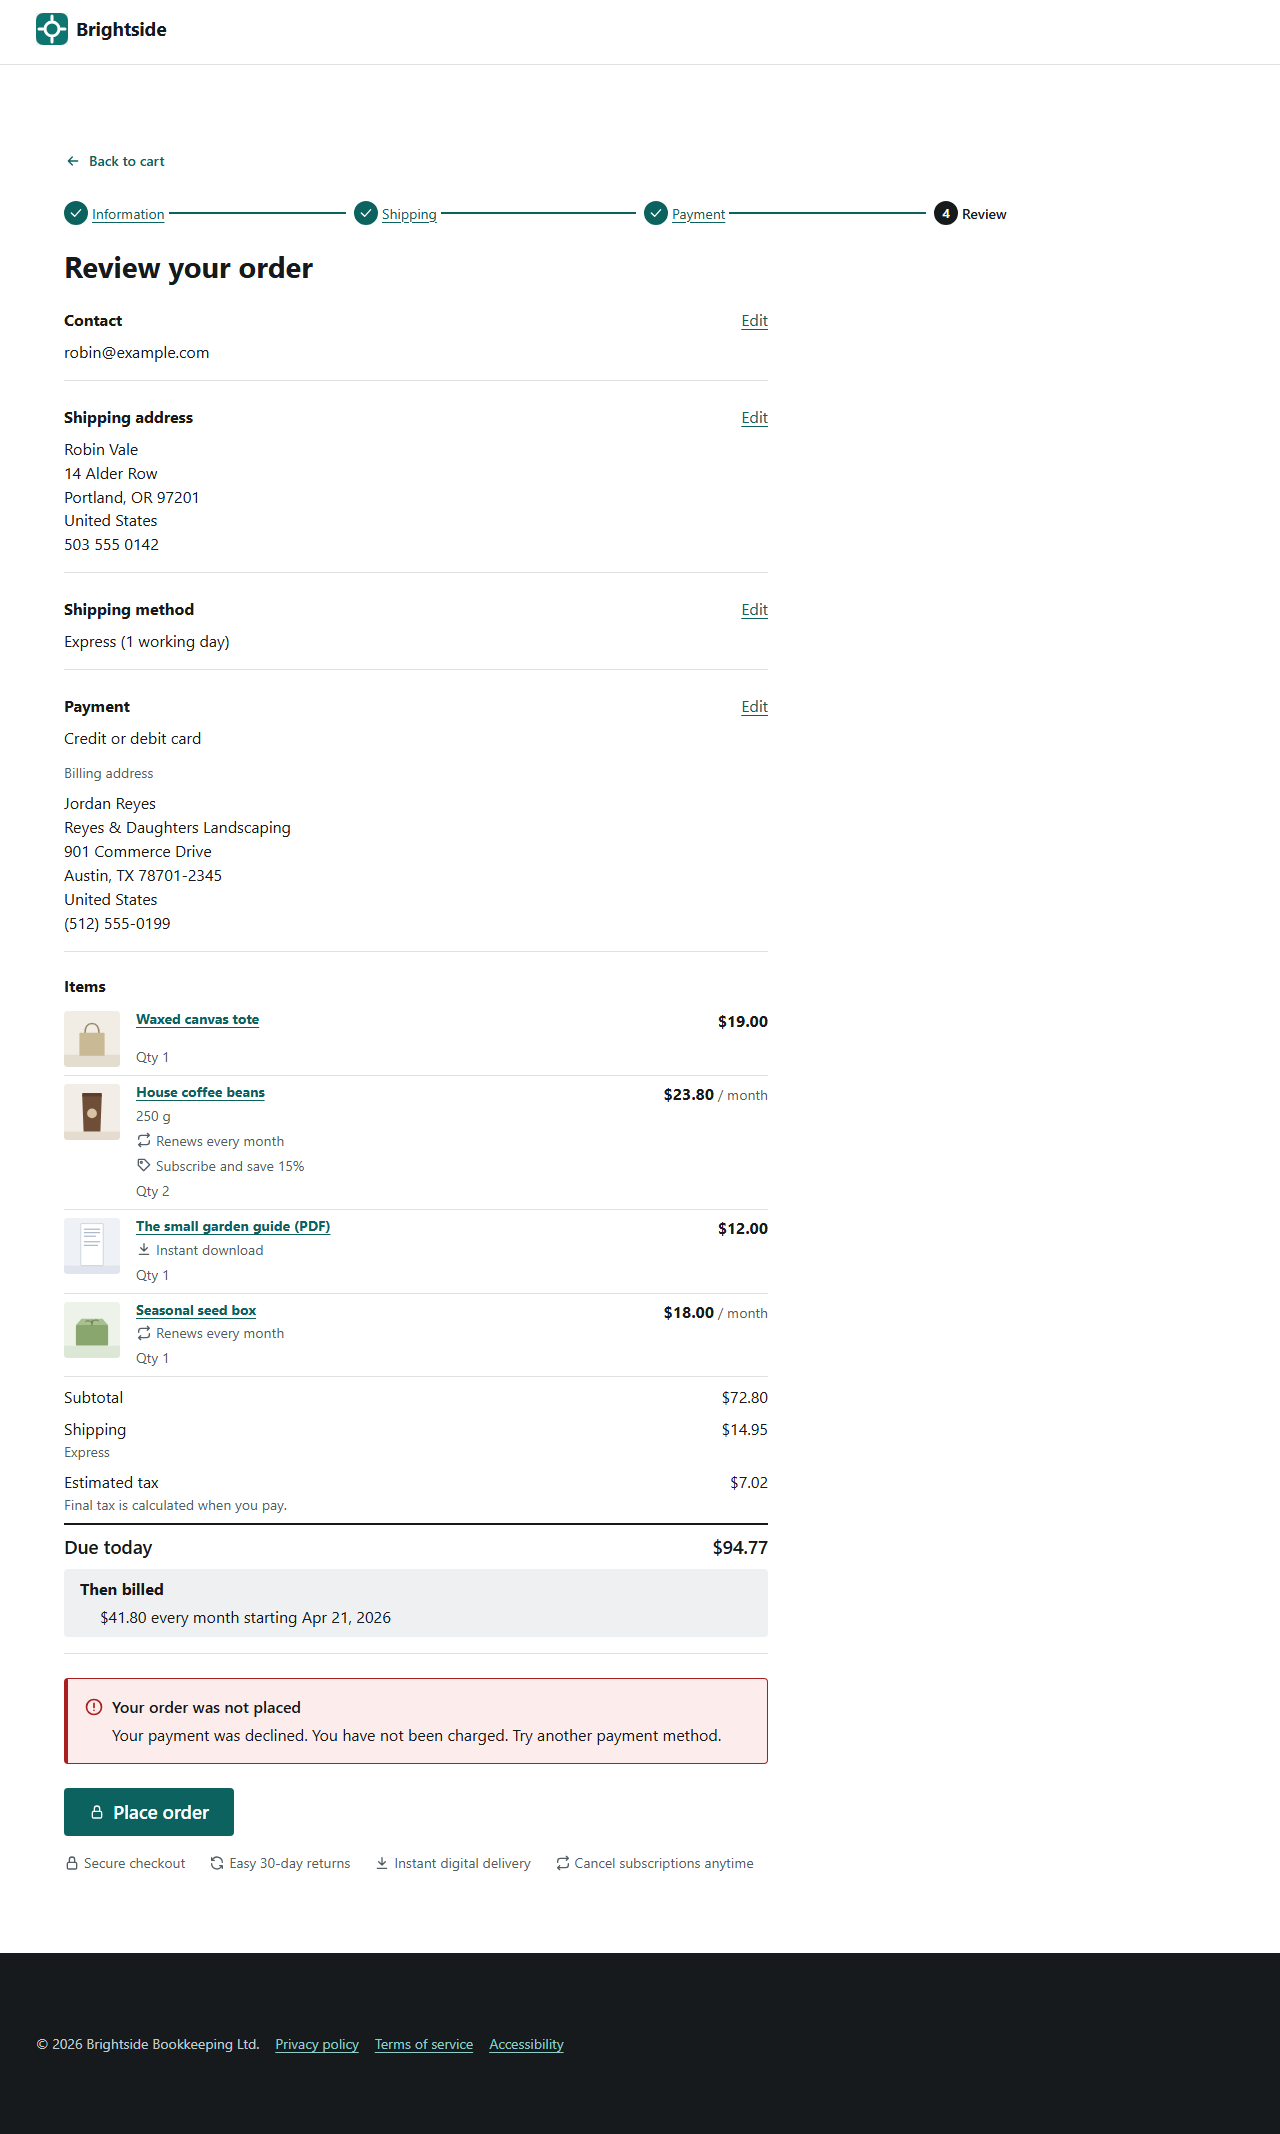 Brightside
Back to cart
Information
Shipping
Payment
4 Review
Review your order
Contact
Edit
robin@example.com
Shipping address
Edit
Robin Vale
14 Alder Row
Portland, OR 97201
United States
503 555 0142
Shipping method
Edit
Express (1 working day)
Payment
Edit
Credit or debit card
Billing address
Jordan Reyes
Reyes & Daughters Landscaping
901 Commerce Drive
Austin, TX 78701-2345
United States
(512) 555-0199
Items
Waxed canvas tote
$19.00
Qty 1
House coffee beans
$23.80 / month
250 g
Renews every month
Subscribe and save 15%
Qty 2
The small garden guide (PDF)
$12.00
Instant download
Qty 1
Seasonal seed box
$18.00 / month
Renews every month
Qty 1
Subtotal
$72.80
Shipping
$14.95
Express
Estimated tax
$7.02
Final tax is calculated when you pay.
Due today
$94.77
Then billed
$41.80 every month starting Apr 21, 2026
Your order was not placed
Your payment was declined. You have not been charged. Try another payment method.
Place order
Secure checkout
Easy 30-day returns
Instant digital delivery
Cancel subscriptions anytime
© 2026 Brightside Bookkeeping Ltd.
Privacy policy
Terms of service
Accessibility